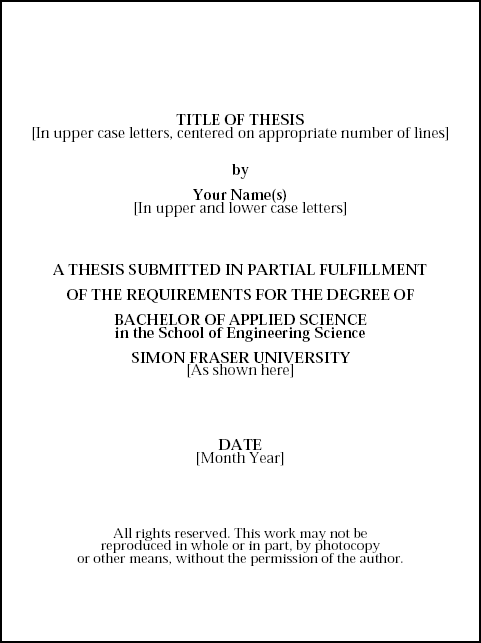 TITLE OF THESIS
[In upper case letters, centered on appropriate number of lines]
by
Your Name(s)
[In upper and lower case letters]
A THESIS SUBMITTED IN PARTIAL FULFILLMENT
OF THE REQUIREMENTS FOR THE DEGREE OF
BACHELOR OF APPLIED SCIENCE
in the School of Engineering Science
SIMON FRASER UNIVERSITY
[As shown here]
DATE
[Month Year]
All rights reserved. This work may not be
reproduced in whole or in part, by photocopy
or other means, without the permission of the author.